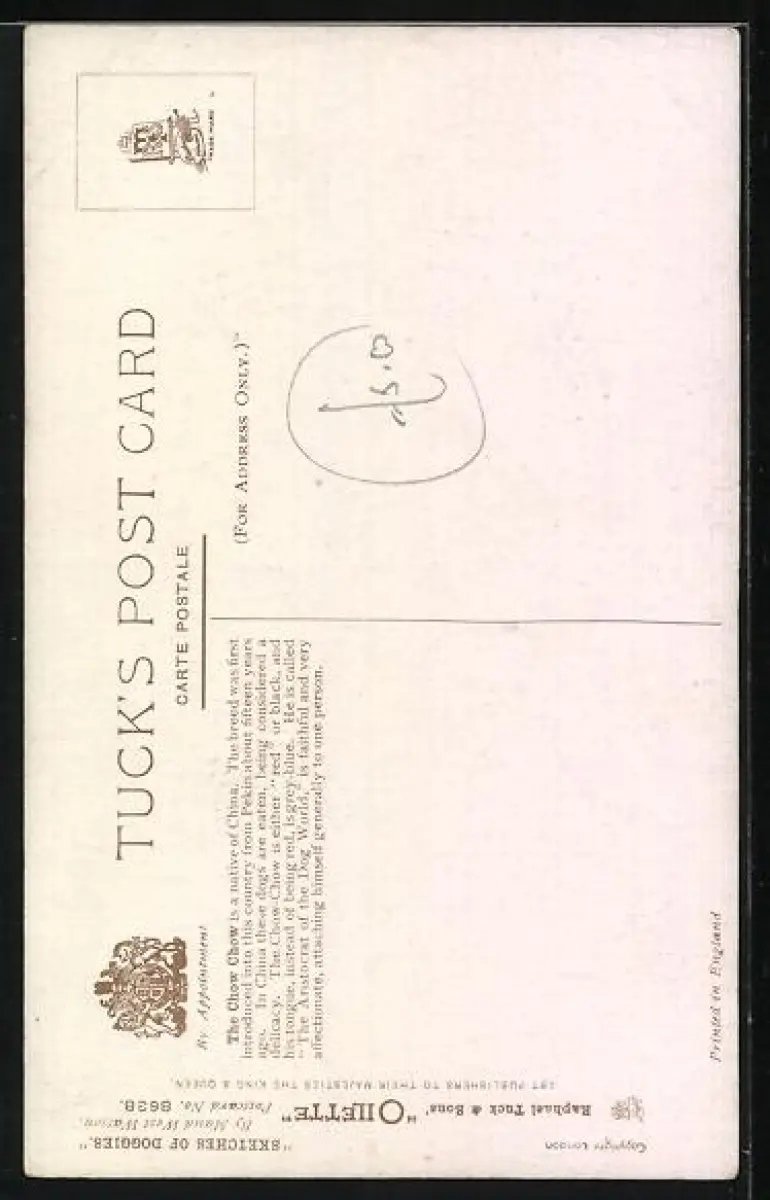 TUCK'S POST CARD
CARTE POSTALE
By Appointment
(FOR ADDRESS ONLY.)
The Chow Chow is a native of China. The breed was first
introduced into this country from Pekin about fifteen years
ago. In China these dogs are eaten, being considered a
delicacy. The Chow-Chow is either "red" or black, and
his tongue, instead of being red, is grey-blue. He is called
"The Aristocrat of the Dog World," is faithful and very
affectionate, attaching himself generally to one person.
TRADE MARK
"SKETCHES OF DOGGIES."
By Maud West Watson.
Postcard No. 8638.
Raphael Tuck & Sons' "OILETTE"
ART PUBLISHERS TO THEIR MAJESTIES THE KING & QUEEN.
Copyright London
Printed in England